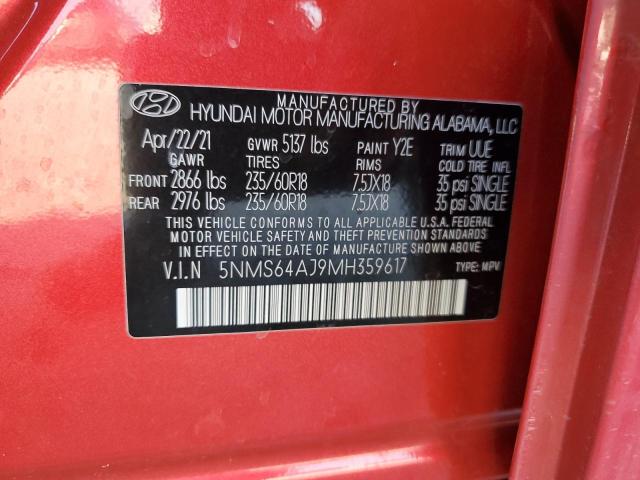 MANUFACTURED BY
HYUNDAI MOTOR MANUFACTURING ALABAMA, LLC
Apr/22/21 GVWR 5137 lbs PAINT Y2E TRIM UUE
GAWR TIRES RIMS COLD TIRE INFL
FRONT 2866 lbs 235/60R18 7.5JX18 35 psi SINGLE
REAR 2976 lbs 235/60R18 7.5JX18 35 psi SINGLE
THIS VEHICLE CONFORMS TO ALL APPLICABLE U.S.A. FEDERAL
MOTOR VEHICLE SAFETY AND THEFT PREVENTION STANDARDS
IN EFFECT ON THE DATE OF MANUFACTURE SHOWN ABOVE.
V.I.N 5NMS64AJ9MH359617 TYPE: MPV